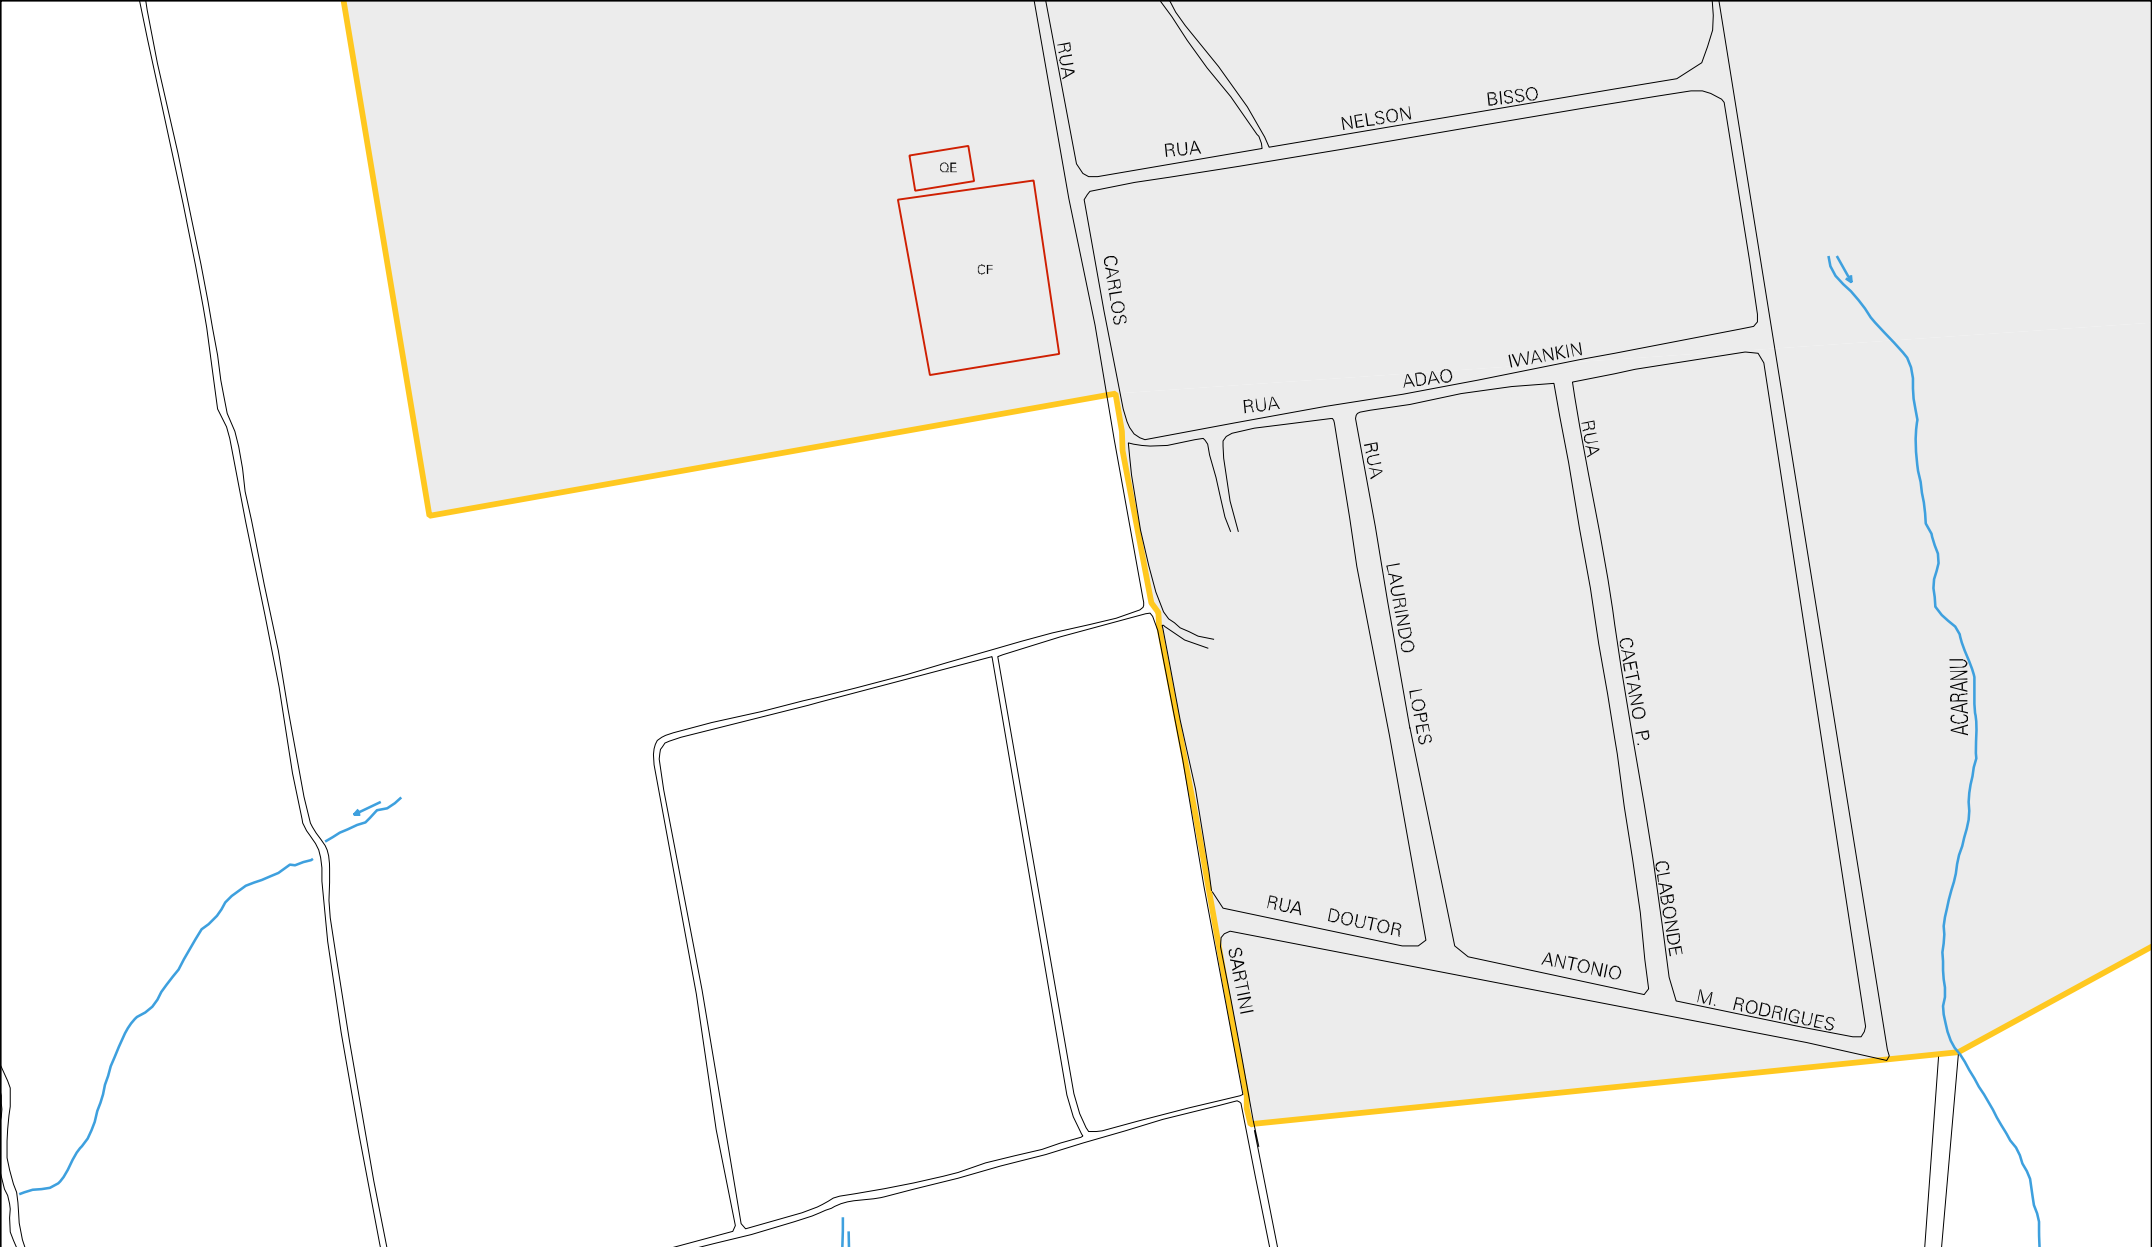 RUA CARLOS SARTINI
RUA NELSON BISSO
QE
CF
RUA ADAO IWANKIN
RUA LAURINDO LOPES
RUA CAETANO P. CLABONDE
ACARANU
RUA DOUTOR ANTONIO M. RODRIGUES